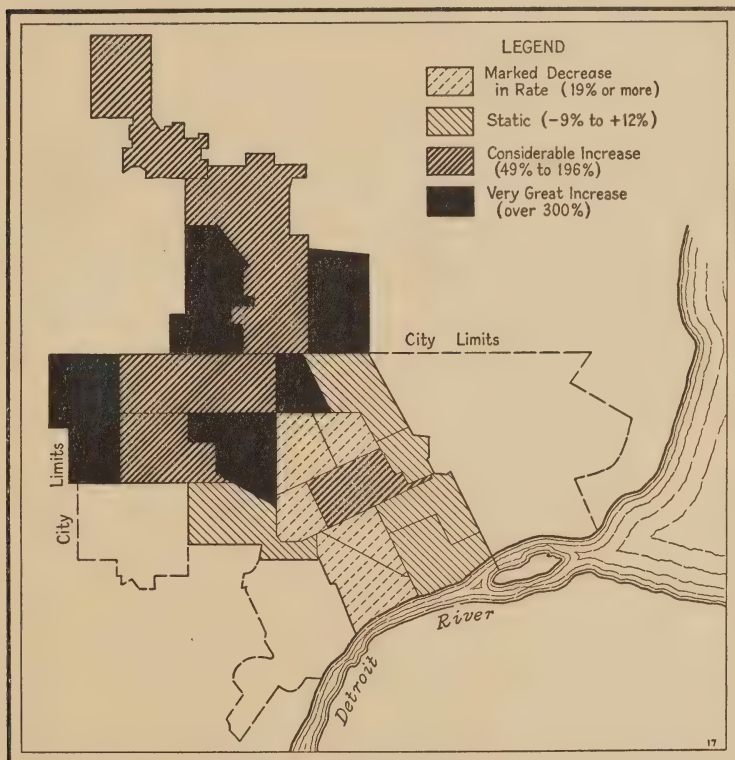 LEGEND
Marked Decrease
in Rate (19% or more)
Static (-9% to +12%)
Considerable Increase
(49% to 196%)
Very Great Increase
(over 300%)
City Limits
City Limits
Detroit River
17